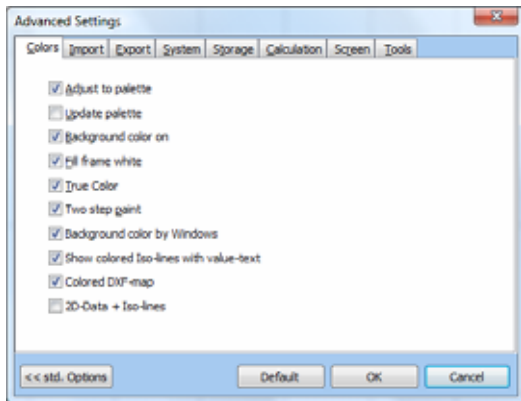 Advanced Settings
Colors Import Export System Storage Calculation Screen Tools
Adjust to palette
Update palette
Background color on
Fill frame white
True Color
Two step paint
Background color by Windows
Show colored Iso-lines with value-text
Colored DXF-map
2D-Data + Iso-lines
<< std. Options Default OK Cancel